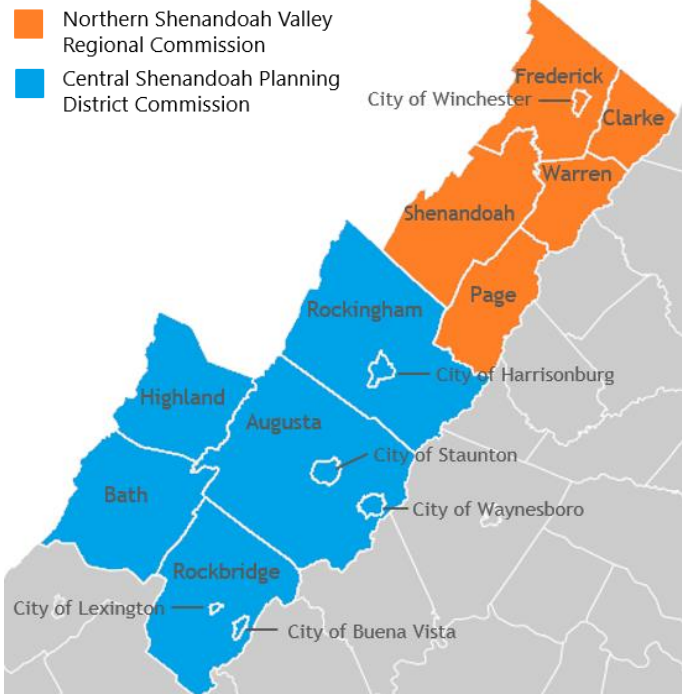 Northern Shenandoah Valley
Regional Commission
Central Shenandoah Planning
District Commission
Frederick
City of Winchester
Clarke
Warren
Shenandoah
Page
Rockingham
City of Harrisonburg
Highland
Augusta
City of Staunton
Bath
City of Waynesboro
Rockbridge
City of Lexington
City of Buena Vista